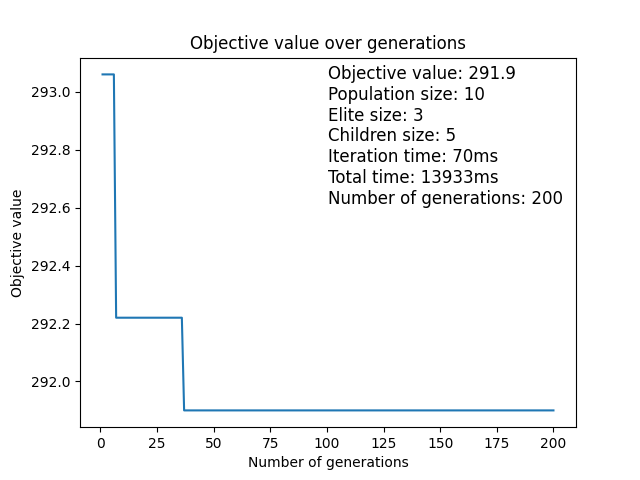 Objective value over generations
Objective value: 291.9
Population size: 10
Elite size: 3
Children size: 5
Iteration time: 70ms
Total time: 13933ms
Number of generations: 200
Objective value
293.0
292.8
292.6
292.4
292.2
292.0
0 25 50 75 100 125 150 175 200
Number of generations